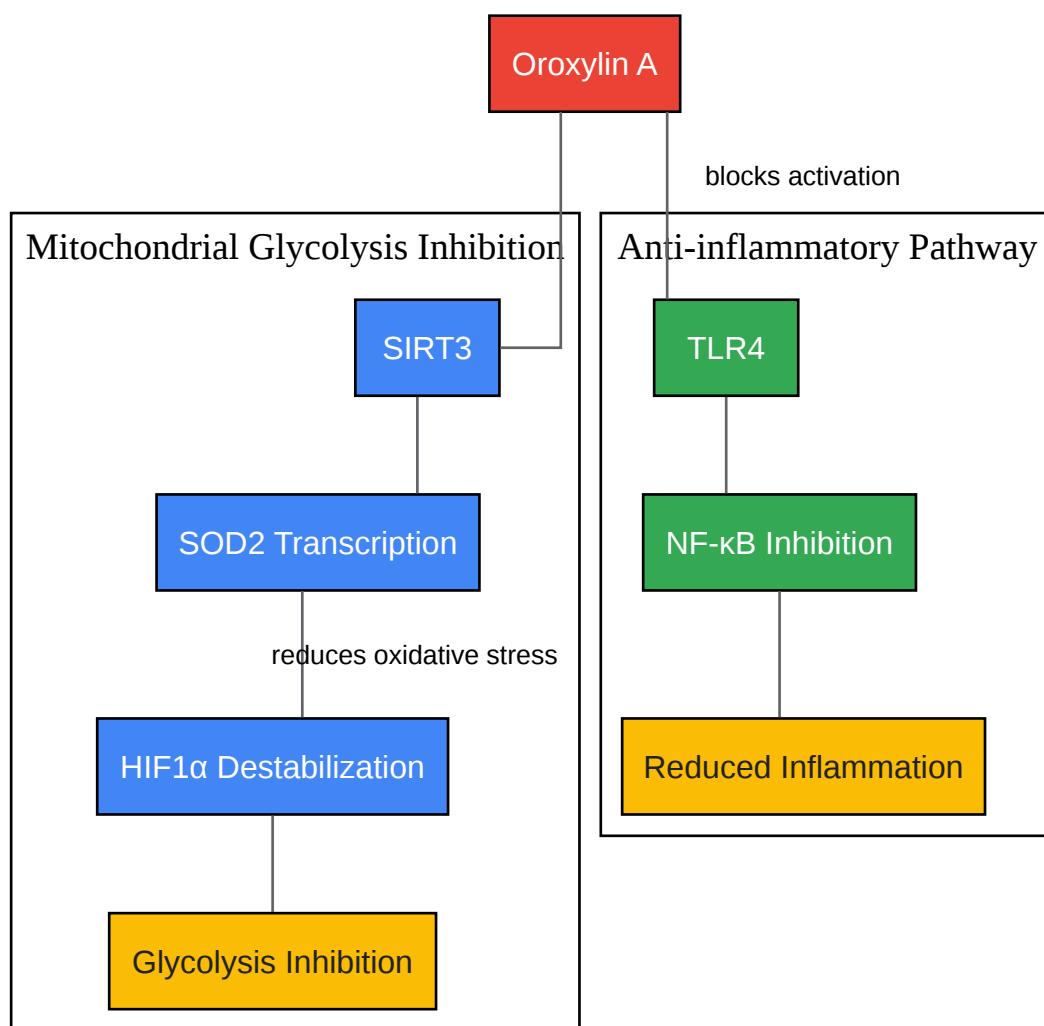 Oroxylin A
blocks activation
Mitochondrial Glycolysis Inhibition
Anti-inflammatory Pathway
SIRT3
TLR4
SOD2 Transcription
NF-κB Inhibition
reduces oxidative stress
HIF1α Destabilization
Reduced Inflammation
Glycolysis Inhibition